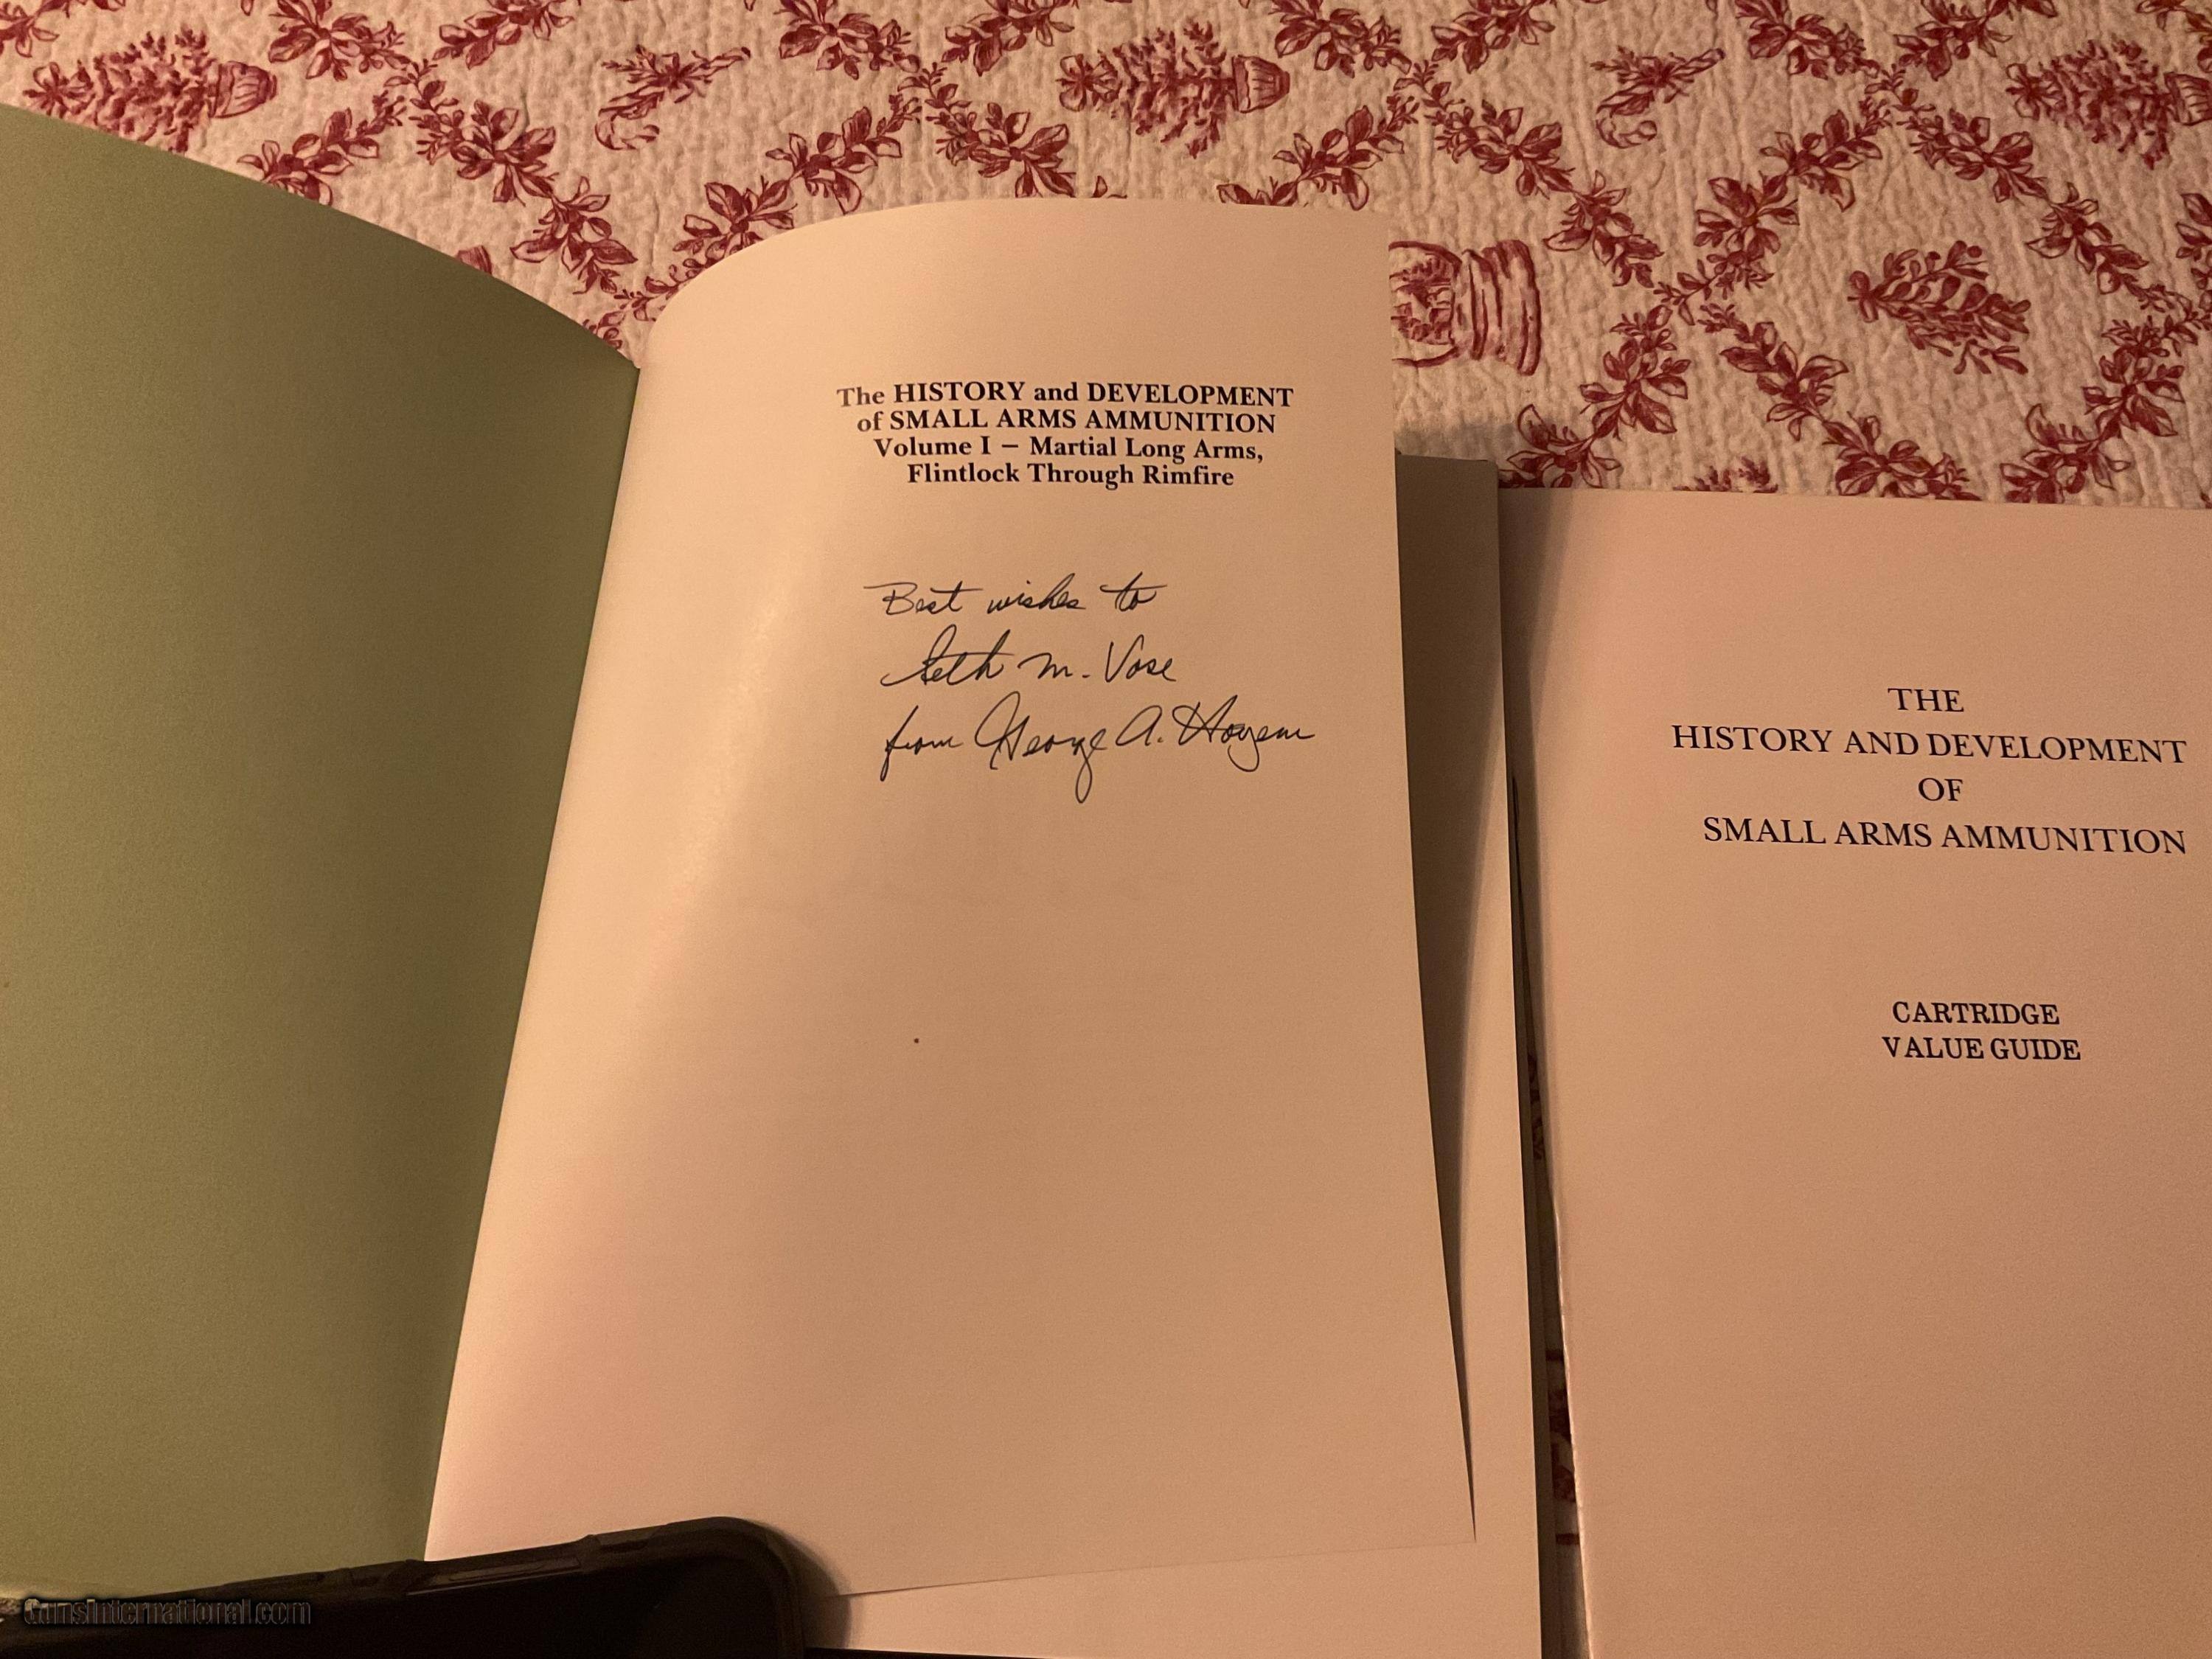 The HISTORY and DEVELOPMENT
of SMALL ARMS AMMUNITION
Volume I — Martial Long Arms,
Flintlock Through Rimfire
Best wishes to
Seth M. Vose
from George A. Hoyem
THE
HISTORY AND DEVELOPMENT
OF
SMALL ARMS AMMUNITION
CARTRIDGE
VALUE GUIDE
GunsInternational.com